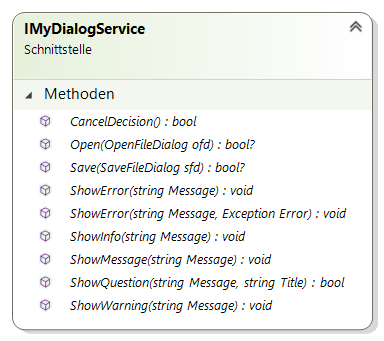 IMyDialogService
Schnittstelle
Methoden
CancelDecision() : bool
Open(OpenFileDialog ofd) : bool?
Save(SaveFileDialog sfd) : bool?
ShowError(string Message) : void
ShowError(string Message, Exception Error) : void
ShowInfo(string Message) : void
ShowMessage(string Message) : void
ShowQuestion(string Message, string Title) : bool
ShowWarning(string Message) : void